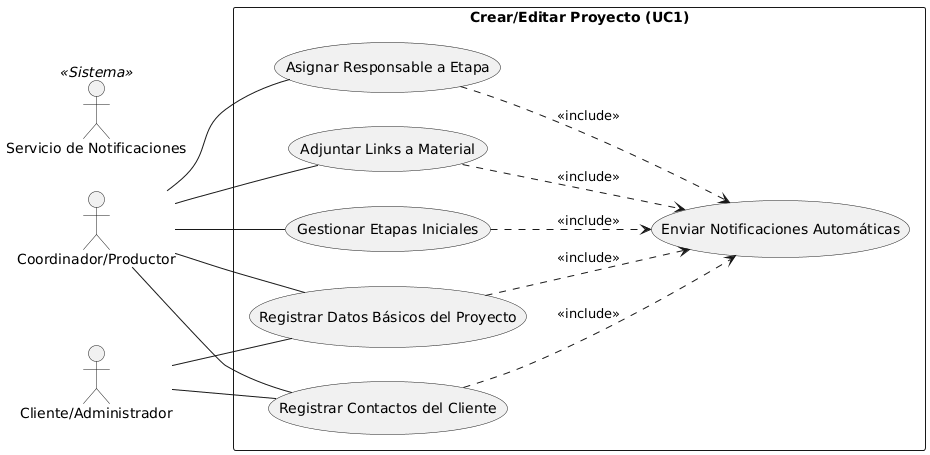 Crear/Editar Proyecto (UC1)
Asignar Responsable a Etapa
«Sistema»
Servicio de Notificaciones
«include»
Adjuntar Links a Material
«include»
Coordinador/Productor
Gestionar Etapas Iniciales
«include»
Enviar Notificaciones Automáticas
«include»
Registrar Datos Básicos del Proyecto
«include»
Cliente/Administrador
Registrar Contactos del Cliente